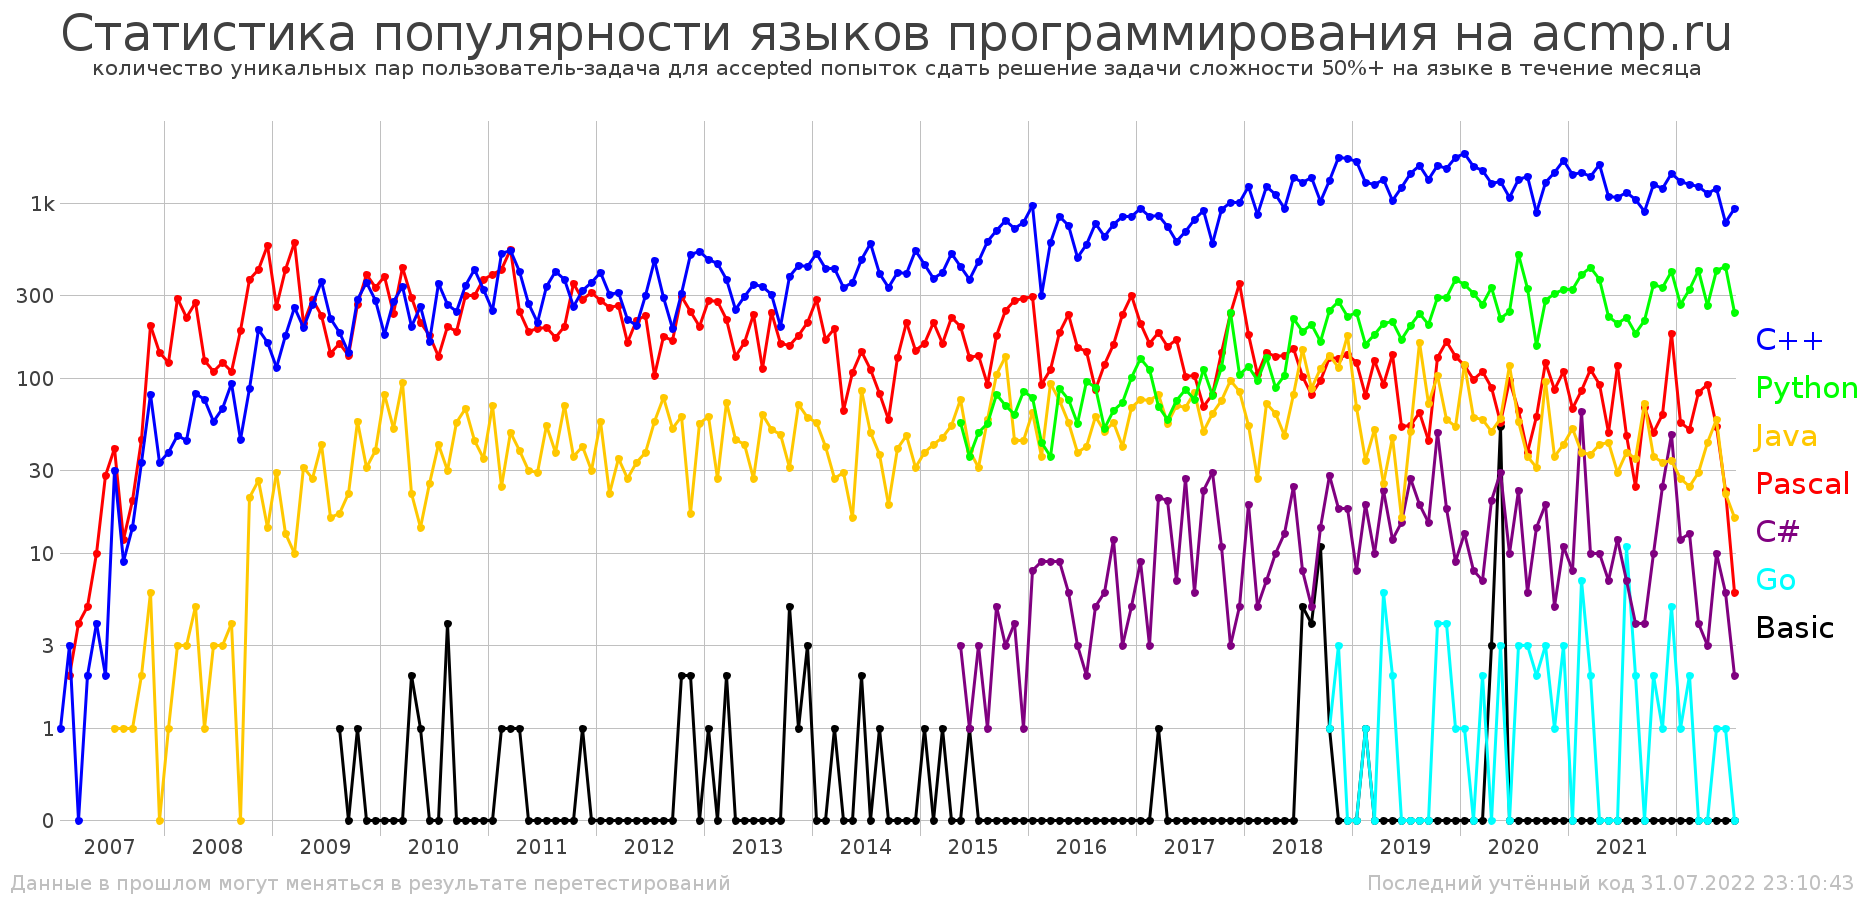 Статистика популярности языков программирования на acmp.ru
количество уникальных пар пользователь-задача для accepted попыток сдать решение задачи сложности 50%+ на языке в течение месяца
1k
300
100
30
10
3
1
0
C++
Python
Java
Pascal
C#
Go
Basic
2007 2008 2009 2010 2011 2012 2013 2014 2015 2016 2017 2018 2019 2020 2021
Данные в прошлом могут меняться в результате перетестирований
Последний учтённый код 31.07.2022 23:10:43